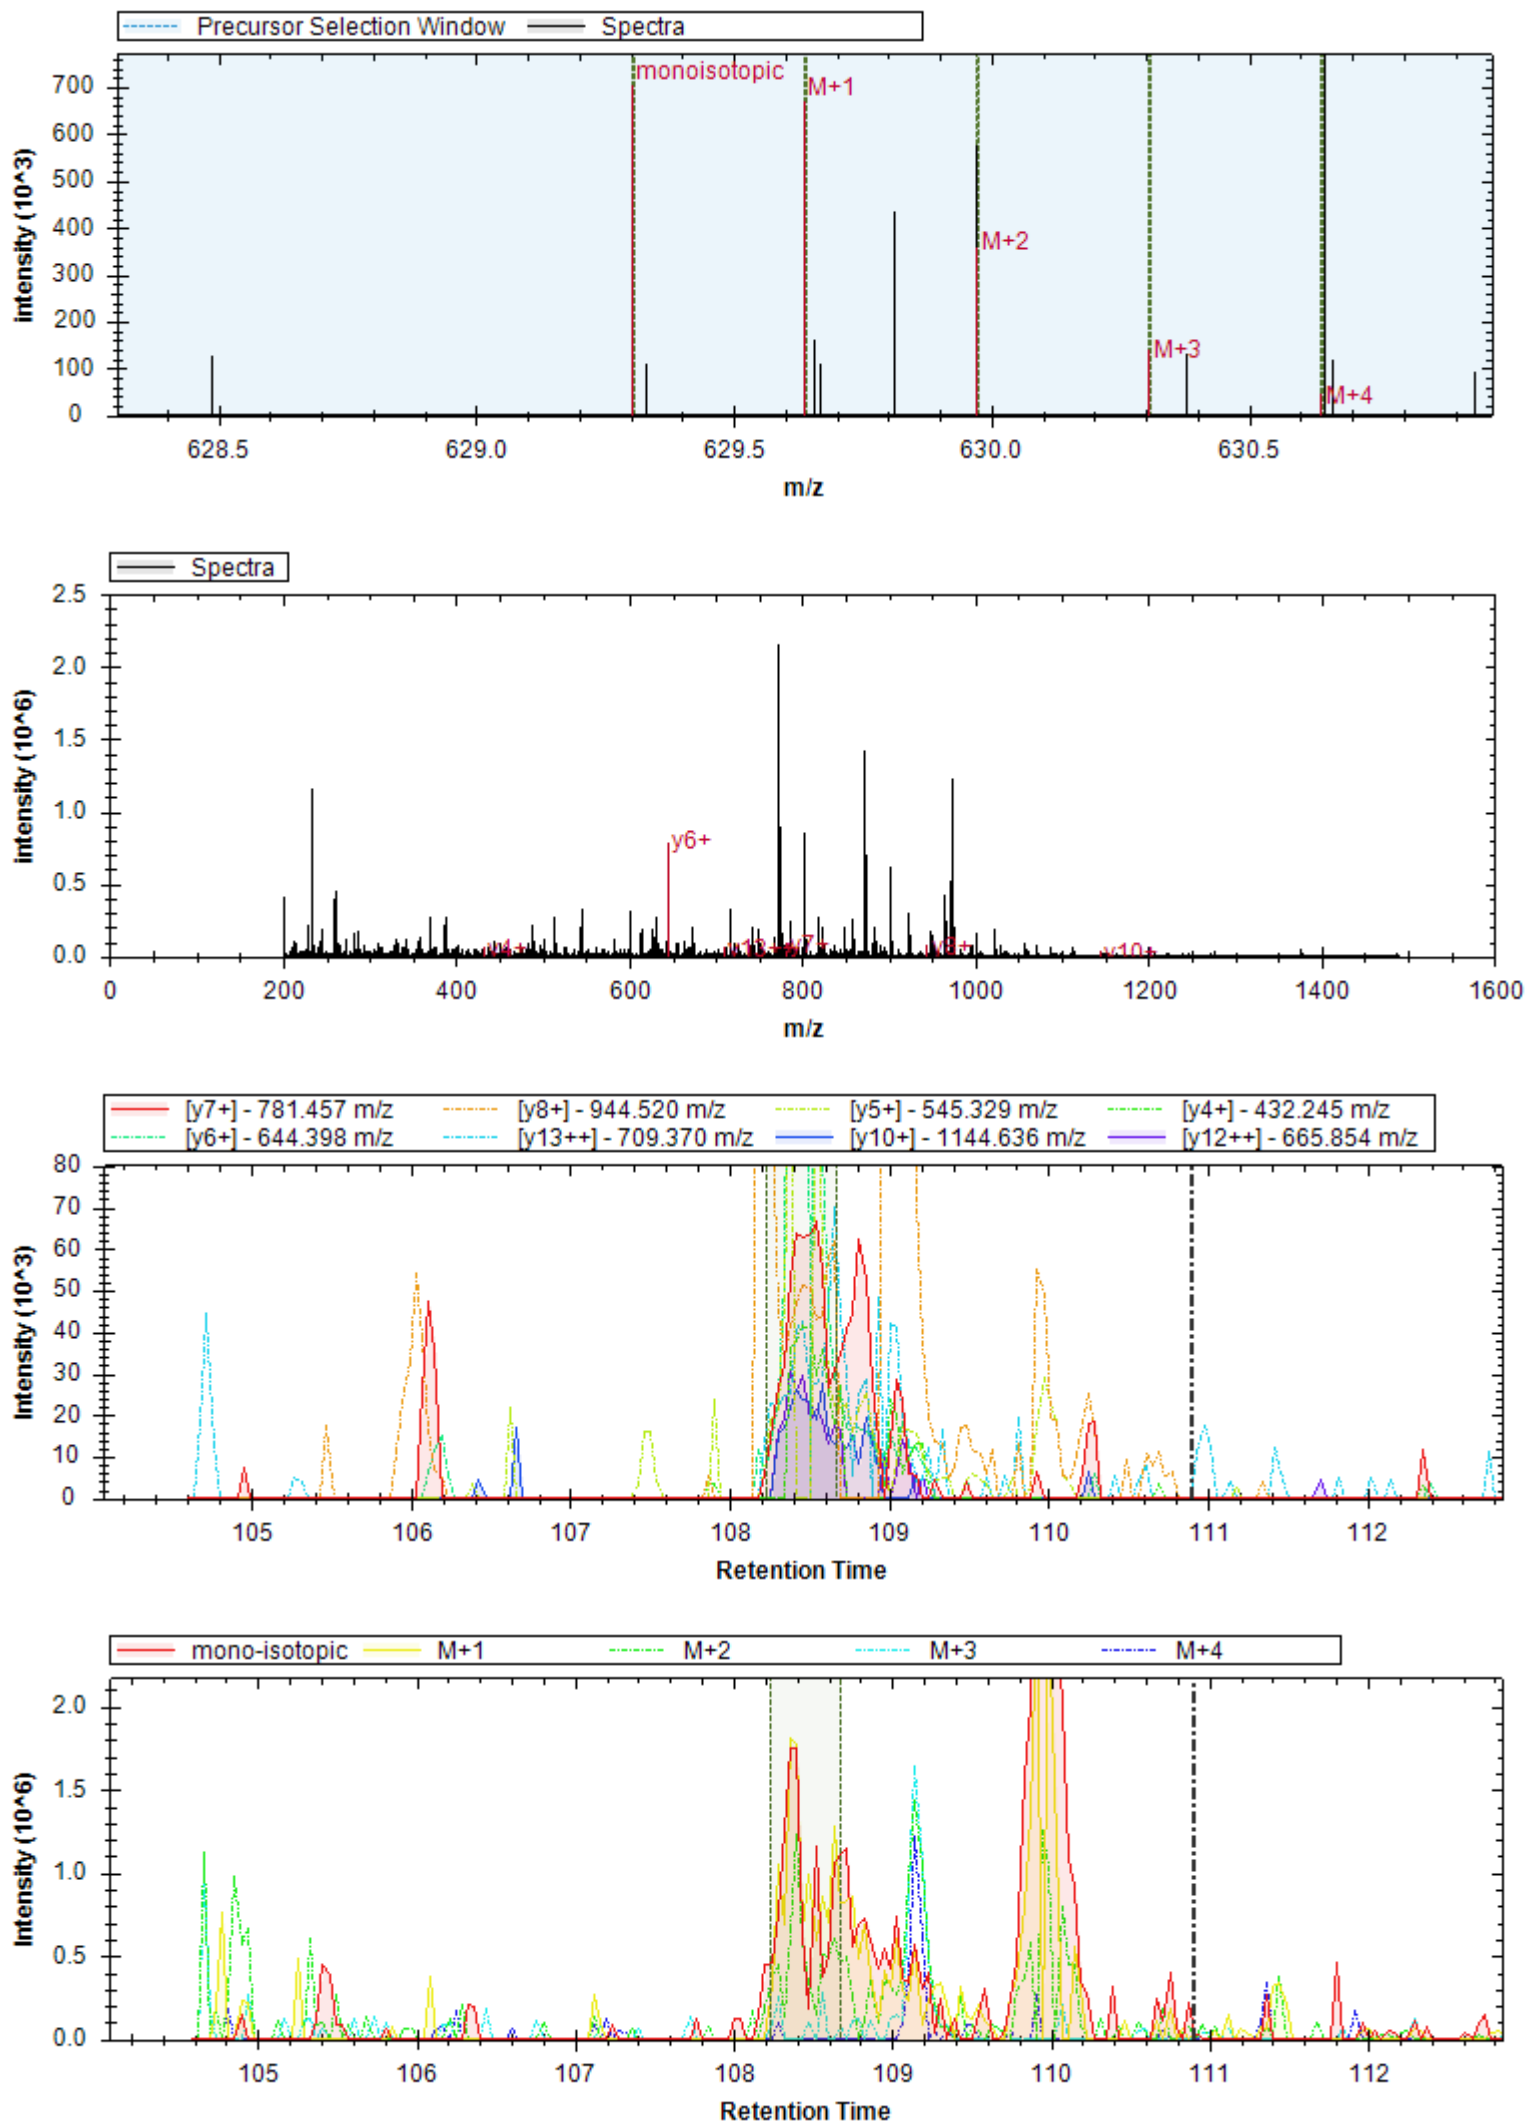 Precursor Selection Window Spectra
monoisotopic
M+1
M+2
M+3
M+4
700
600
500
400
300
200
100
0
intensity (10^3)
628.5 629.0 629.5 630.0 630.5
m/z
Spectra
2.5
2.0
1.5
1.0
0.5
0.0
intensity (10^6)
y6+
y4+ y12++ y7+ y8+ y10+
0 200 400 600 800 1000 1200 1400 1600
m/z
[y7+] - 781.457 m/z [y8+] - 944.520 m/z [y5+] - 545.329 m/z [y4+] - 432.245 m/z
[y6+] - 644.398 m/z [y13++] - 709.370 m/z [y10+] - 1144.636 m/z [y12++] - 665.854 m/z
80
70
60
50
40
30
20
10
0
Intensity (10^3)
105 106 107 108 109 110 111 112
Retention Time
mono-isotopic M+1 M+2 M+3 M+4
2.0
1.5
1.0
0.5
0.0
Intensity (10^6)
105 106 107 108 109 110 111 112
Retention Time